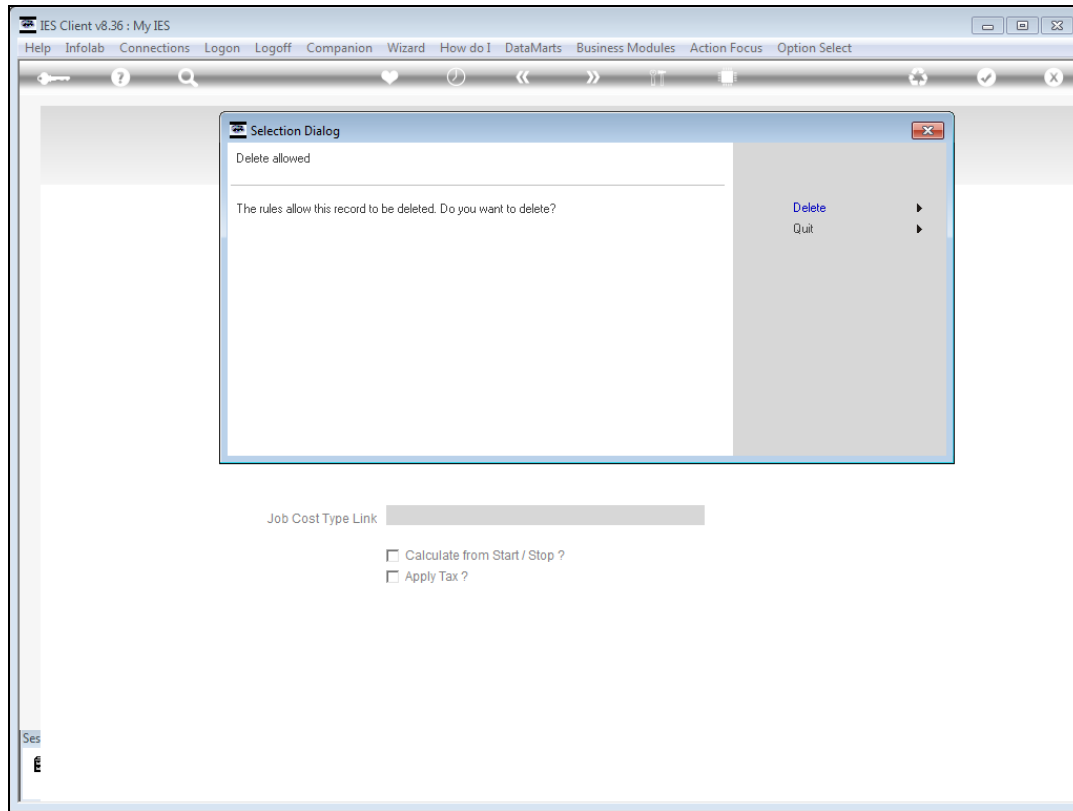 IES Client v8.36 : My IES
Help Infolab Connections Logon Logoff Companion Wizard How do I DataMarts Business Modules Action Focus Option Select
Selection Dialog
Delete allowed
The rules allow this record to be deleted. Do you want to delete?
Delete
Quit
Job Cost Type Link
Calculate from Start / Stop ?
Apply Tax ?
Ses